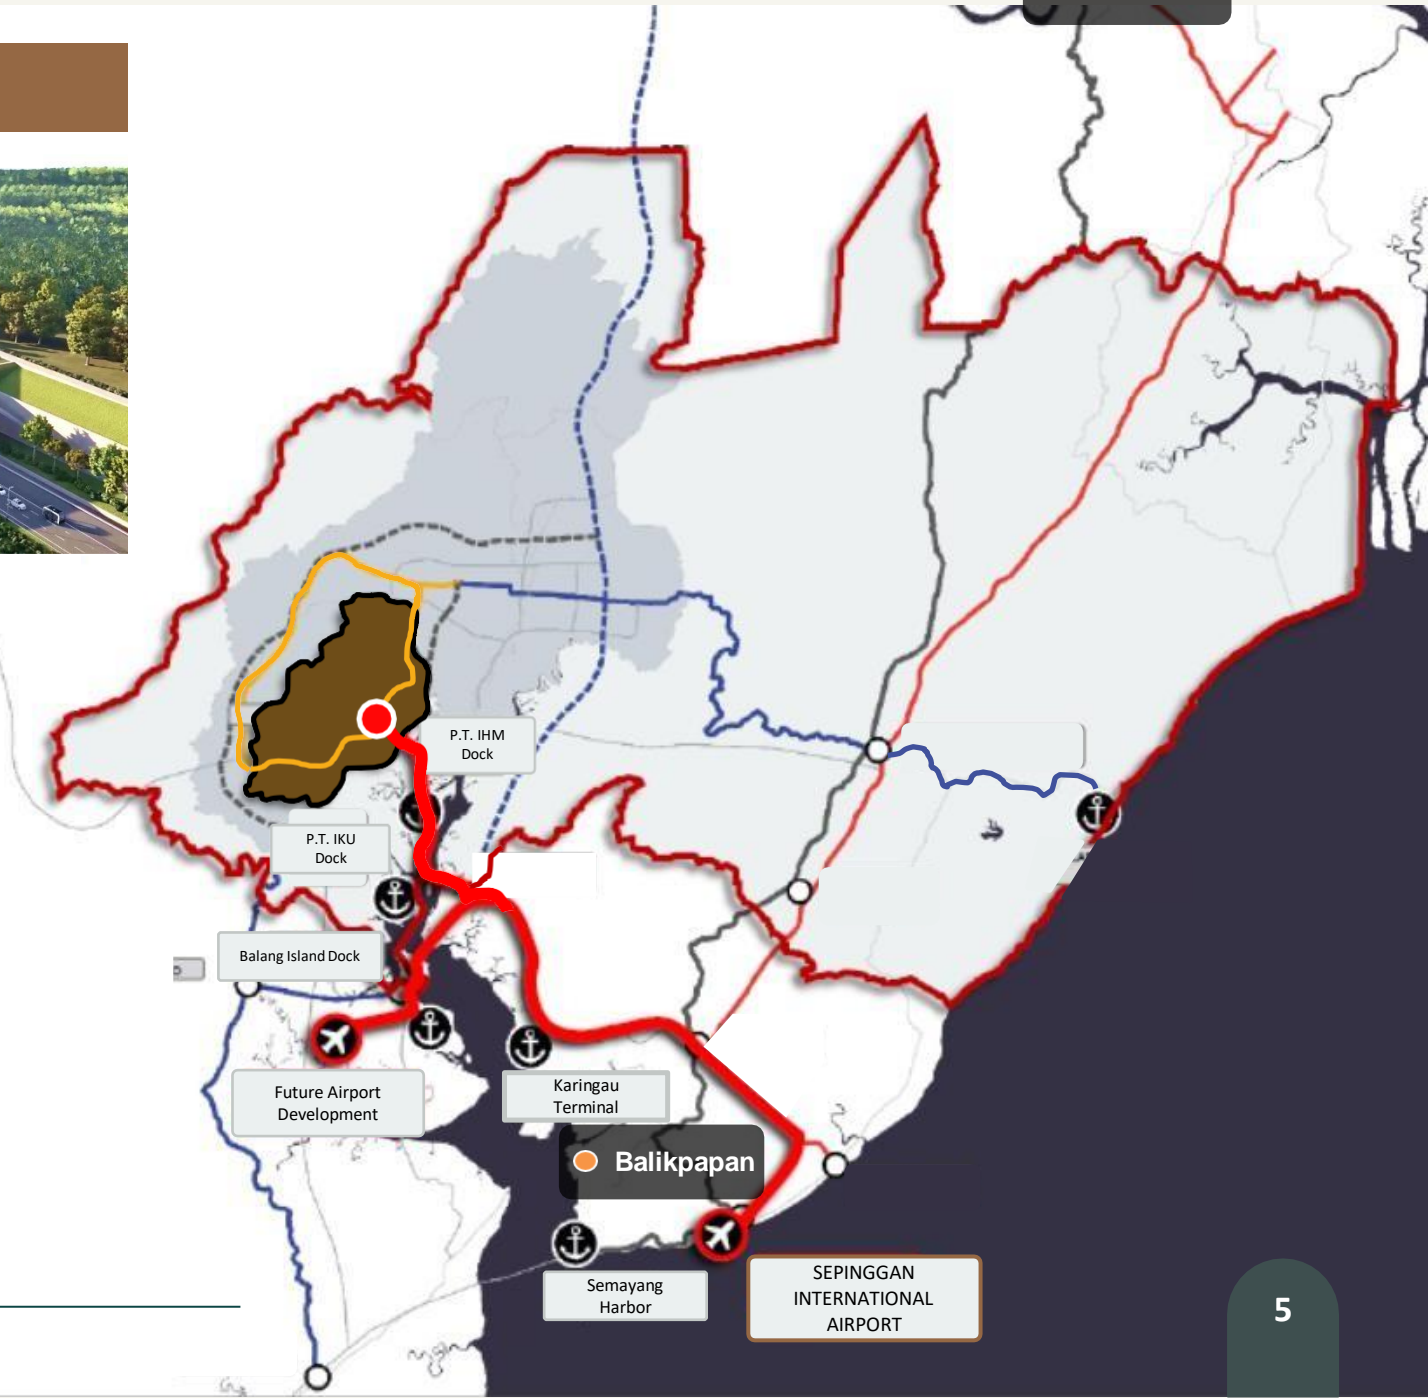 P.T. IHM
Dock
P.T. IKU
Dock
Balang Island Dock
Future Airport
Development
Karingau
Terminal
Balikpapan
Semayang
Harbor
SEPINGGAN
INTERNATIONAL
AIRPORT
5